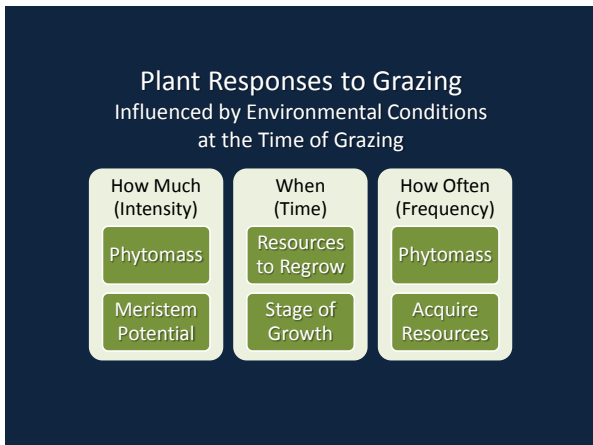 Plant Responses to Grazing
Influenced by Environmental Conditions
at the Time of Grazing
How Much
(Intensity)
Phytomass
Meristem
Potential
When
(Time)
Resources
to Regrow
Stage of
Growth
How Often
(Frequency)
Phytomass
Acquire
Resources